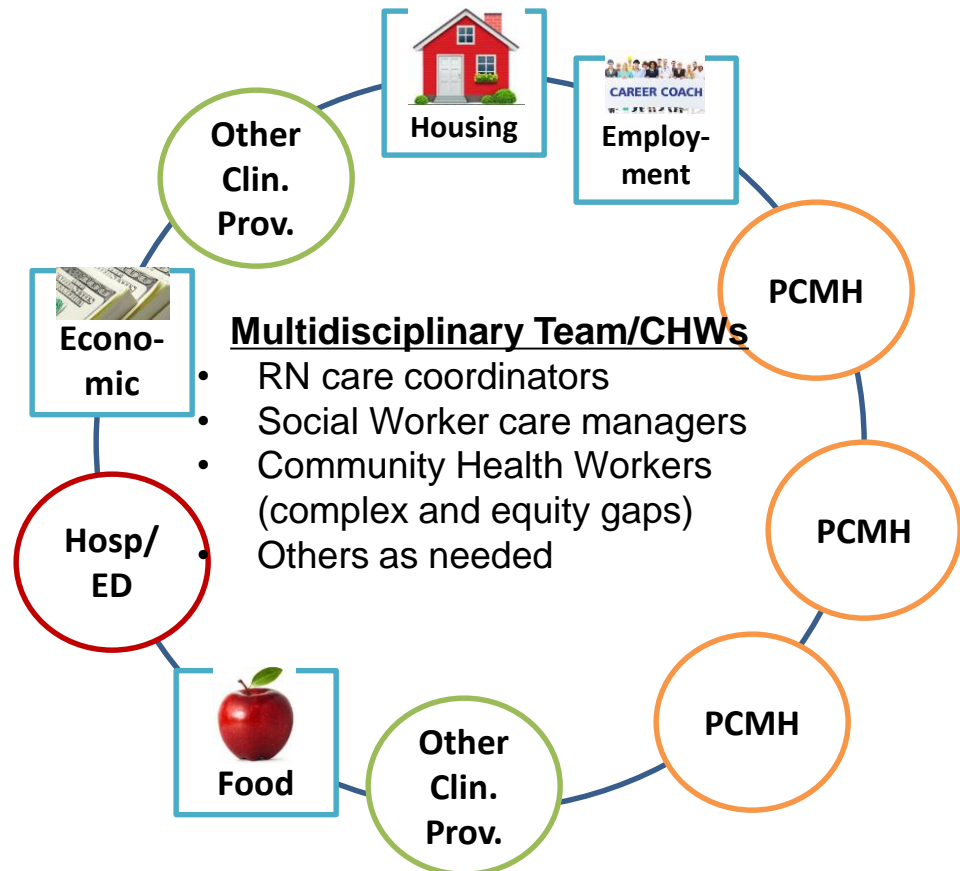 Housing
CAREER COACH
Employ-
ment
Other
Clin.
Prov.
PCMH
Econo-
mic
Multidisciplinary Team/CHWs
• RN care coordinators
• Social Worker care managers
• Community Health Workers
(complex and equity gaps)
• Others as needed
PCMH
Hosp/
ED
PCMH
Food
Other
Clin.
Prov.